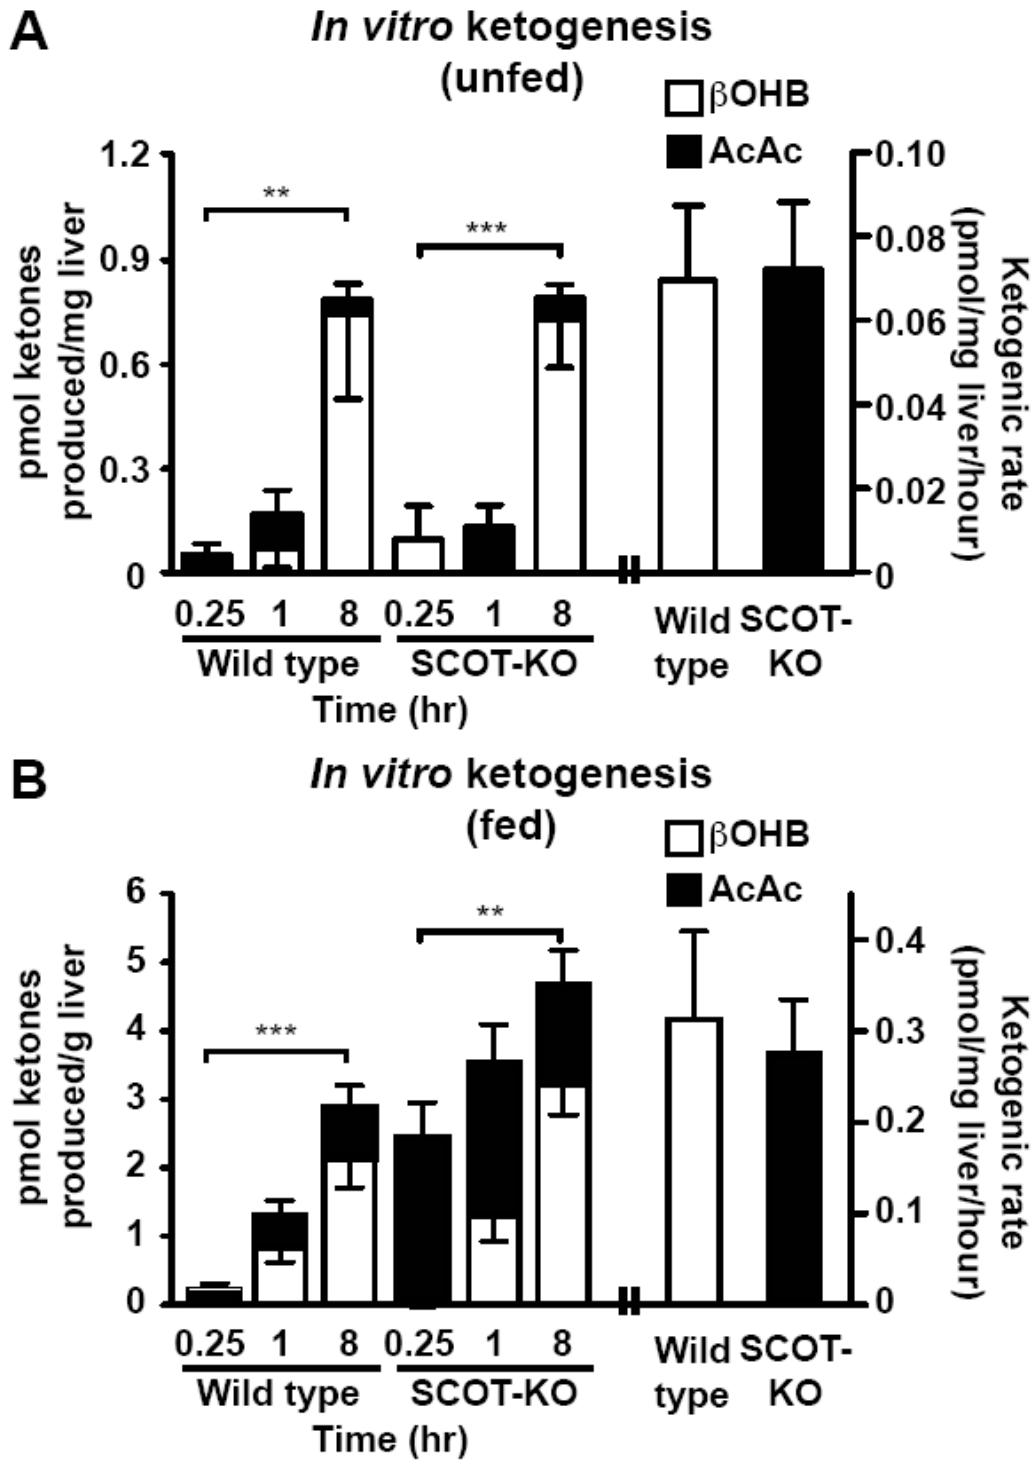 A
In vitro ketogenesis
(unfed)
βOHB
AcAc
pmol ketones
produced/mg liver
1.2
0.9
0.6
0.3
0
**
***
0.10
0.08
0.06
0.04
0.02
0
Ketogenic rate
(pmol/mg liver/hour)
0.25 1 8 0.25 1 8
Wild type SCOT-KO
Time (hr)
Wild SCOT-
type KO
B
In vitro ketogenesis
(fed)
βOHB
AcAc
pmol ketones
produced/g liver
6
5
4
3
2
1
0
***
**
0.4
0.3
0.2
0.1
0
Ketogenic rate
(pmol/mg liver/hour)
0.25 1 8 0.25 1 8
Wild type SCOT-KO
Time (hr)
Wild SCOT-
type KO